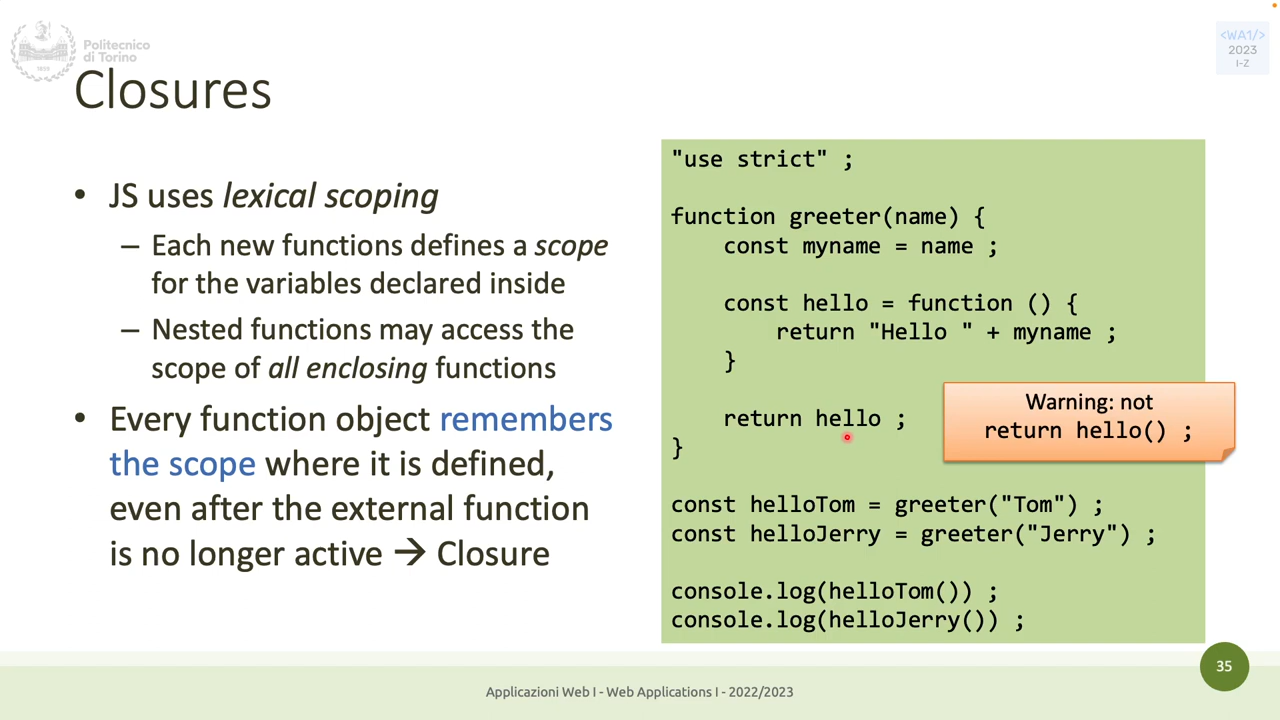 Politecnico
di Torino
1859
<WA1/>
2023
I-Z
Closures
• JS uses lexical scoping
– Each new functions defines a scope
for the variables declared inside
– Nested functions may access the
scope of all enclosing functions
• Every function object remembers
the scope where it is defined,
even after the external function
is no longer active → Closure
"use strict" ;
function greeter(name) {
const myname = name ;
const hello = function () {
return "Hello " + myname ;
}
return hello ;
}
const helloTom = greeter("Tom") ;
const helloJerry = greeter("Jerry") ;
console.log(helloTom()) ;
console.log(helloJerry()) ;
Warning: not
return hello() ;
Applicazioni Web I - Web Applications I - 2022/2023
35